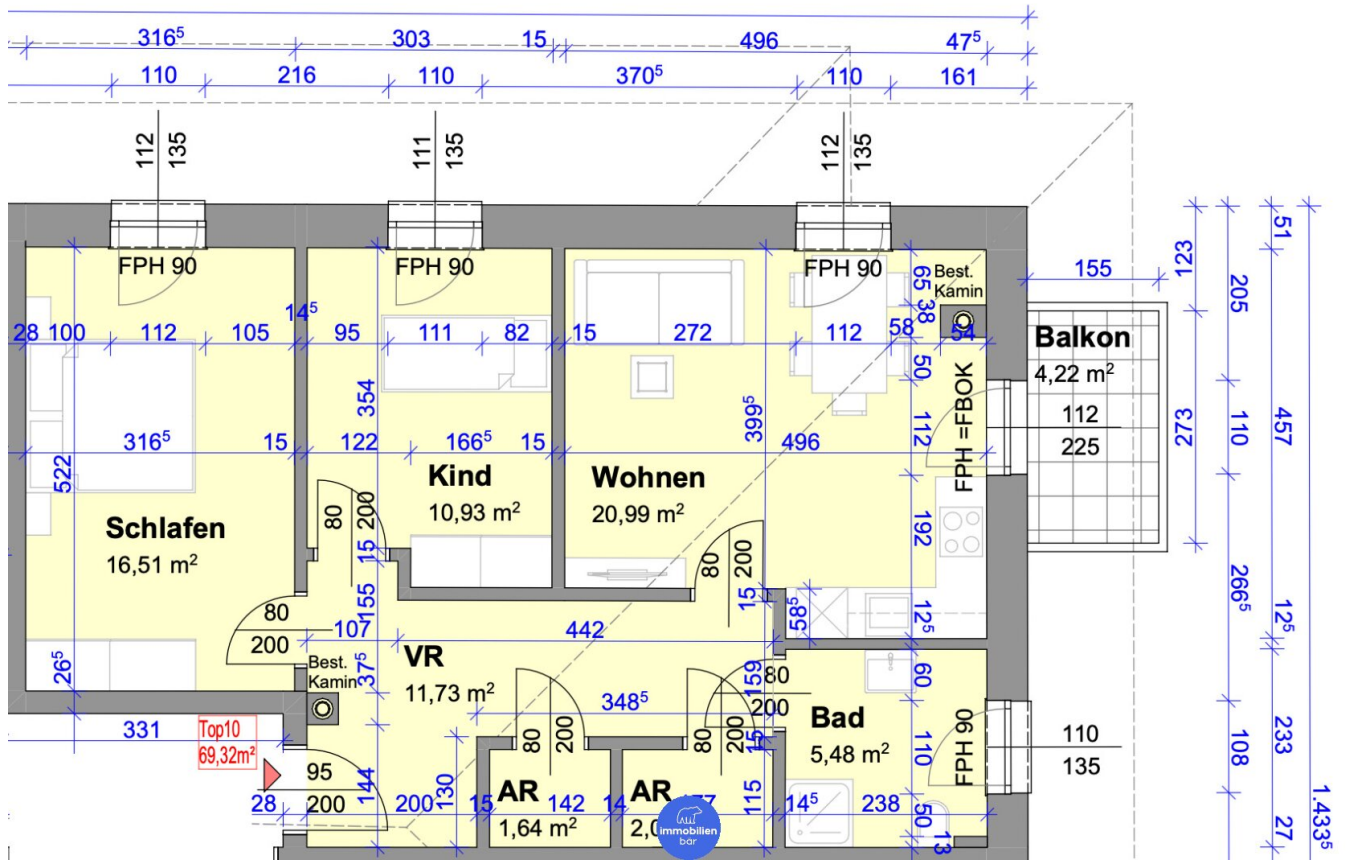 316⁵ 303 15 496 47⁵
110 216 110 370⁵ 110 161
112 135
111 135
112 135
FPH 90
FPH 90
FPH 90
51
123
205
155
65
38
Best.
Kamin
14⁵
28 100 112 105 95 111 82 15 272 112 58 54
50
Balkon
4,22 m²
112
225
FPH =FBOK
354
399⁵
112
273
110
457
316⁵ 15 122 166⁵ 15 496
522
Kind
10,93 m²
Wohnen
20,99 m²
Schlafen
16,51 m²
80 200
15
80 200
15
192
58⁵
12⁵
266⁵
12⁵
155
80
200
107 442
26⁵
Best.
Kamin
37⁵
VR
11,73 m²
348⁵
159
80
200
60
Bad
5,48 m²
110
FPH 90
110
135
108
233
331
Top10
69,32m²
95
200
144
130
80 200
80 200
15
115
28 200 15 142 14 14⁵ 238
AR
1,64 m²
AR
immobilien
bär
50
13
27
1.433⁵